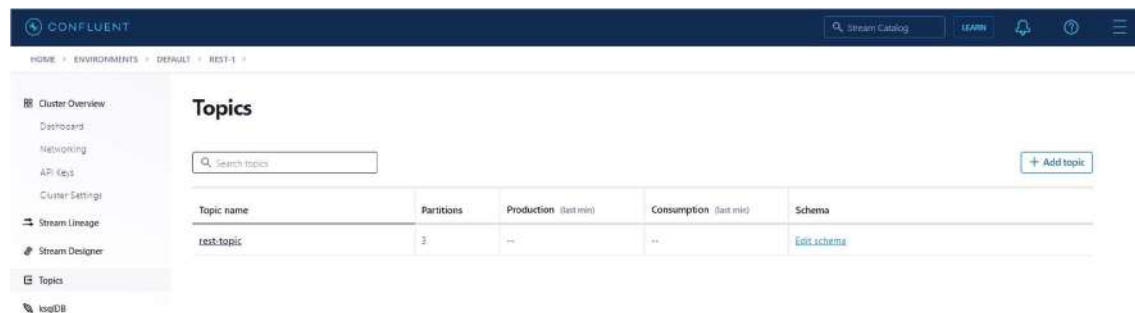 CONFLUENT
Stream Catalog
LEARN
HOME > ENVIRONMENTS > DEFAULT > REST-1 >
Cluster Overview
Dashboard
Networking
API Keys
Cluster Settings
Stream Lineage
Stream Designer
Topics
ksqlDB
Topics
Search topics
+ Add topic
Topic name Partitions Production (last min) Consumption (last min) Schema
rest-topic 3 -- -- Edit schema